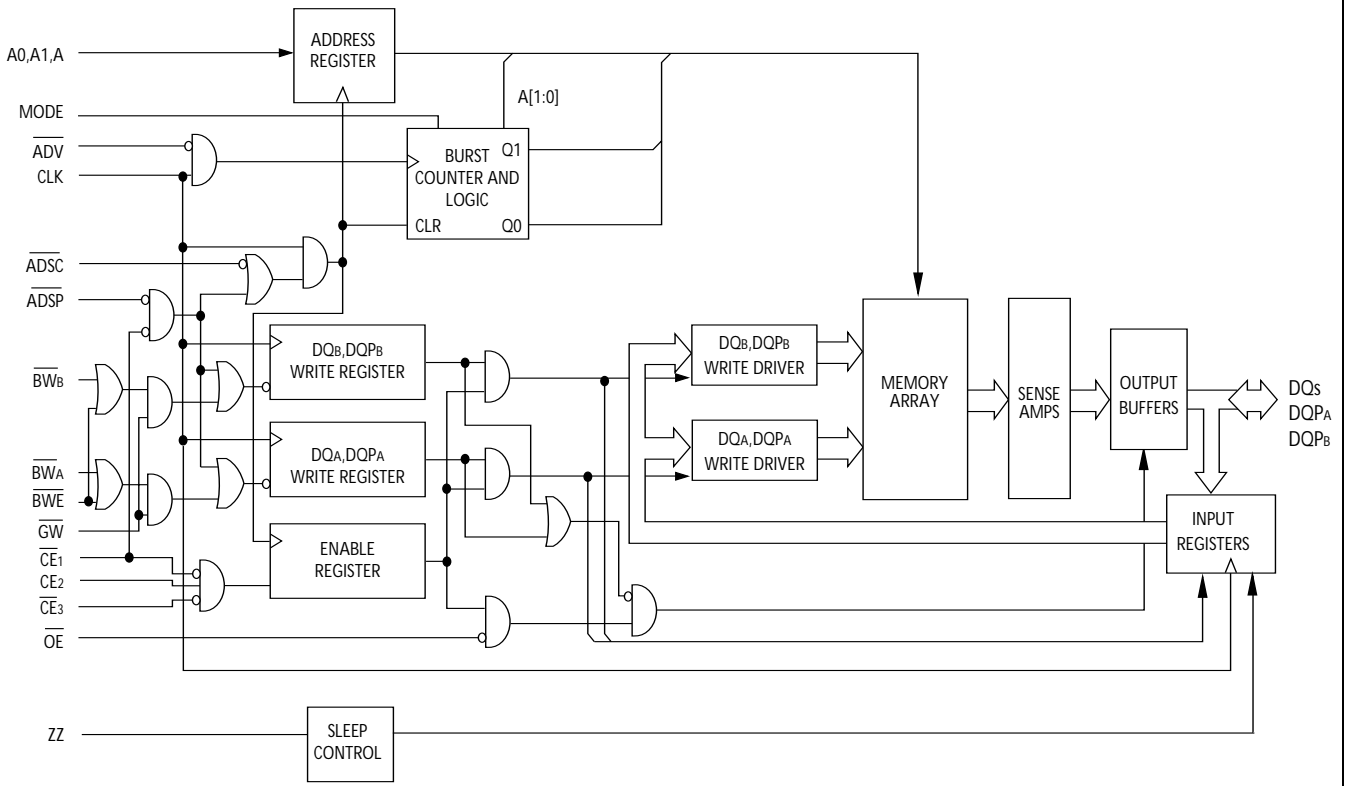 A0,A1,A
ADDRESS
REGISTER
MODE
A[1:0]
ADV
CLK
BURST
COUNTER AND
LOGIC
Q1
CLR
Q0
ADSC
ADSP
DQB,DQPB
WRITE REGISTER
DQB,DQPB
WRITE DRIVER
BWB
MEMORY
ARRAY
SENSE
AMPS
OUTPUT
BUFFERS
DQs
DQPA
DQPB
DQA,DQPA
WRITE REGISTER
DQA,DQPA
WRITE DRIVER
BWA
BWE
GW
INPUT
REGISTERS
ENABLE
REGISTER
CE1
CE2
CE3
OE
ZZ
SLEEP
CONTROL